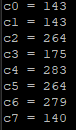 c0 = 143
c1 = 143
c2 = 264
c3 = 175
c4 = 283
c5 = 264
c6 = 279
c7 = 140